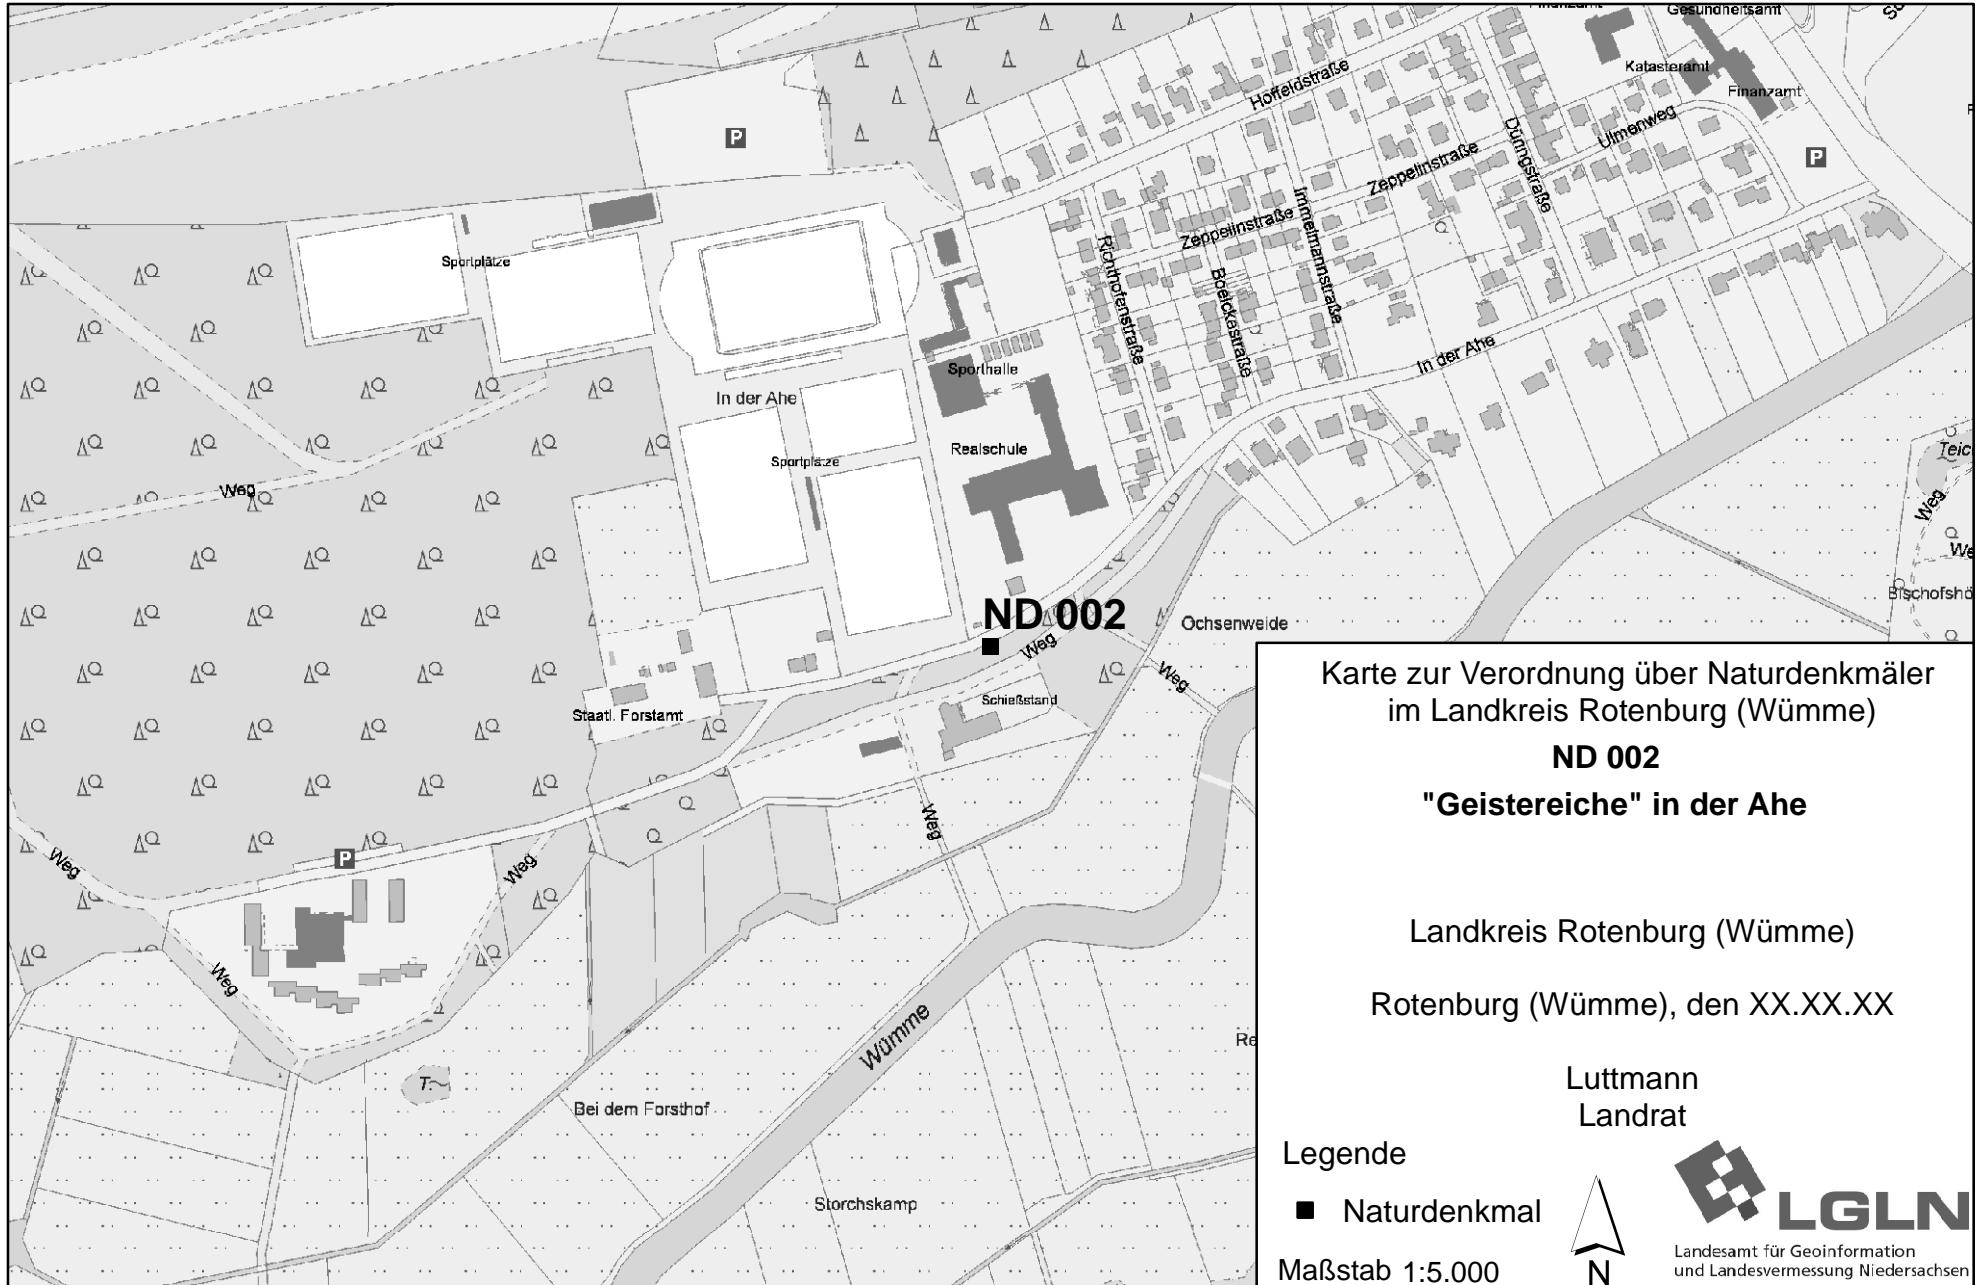 Gesundheitsamt
Katasteramt
Finanzamt
P
P
Hoffeldstraße
Ulmenweg
Düringstraße
Zeppelinstraße
Zeppelinstraße
Immelmannstraße
Richthofenstraße
Boelckestraße
In der Ahe
Sportplätze
Sporthalle
In der Ahe
Realschule
Sportplätze
Weg
Teic
Weg
We
Bischofshö
ND 002
Ochsenweide
Weg
Weg
Schießstand
Staatl. Forstamt
Weg
P
Weg
Weg
Weg
Wümme
Re
T.
Bei dem Forsthof
Storchskamp
Karte zur Verordnung über Naturdenkmäler
im Landkreis Rotenburg (Wümme)
ND 002
"Geistereiche" in der Ahe
Landkreis Rotenburg (Wümme)
Rotenburg (Wümme), den XX.XX.XX
Luttmann
Landrat
Legende
Naturdenkmal
Maßstab 1:5.000
N
LGLN
Landesamt für Geoinformation
und Landesvermessung Niedersachsen